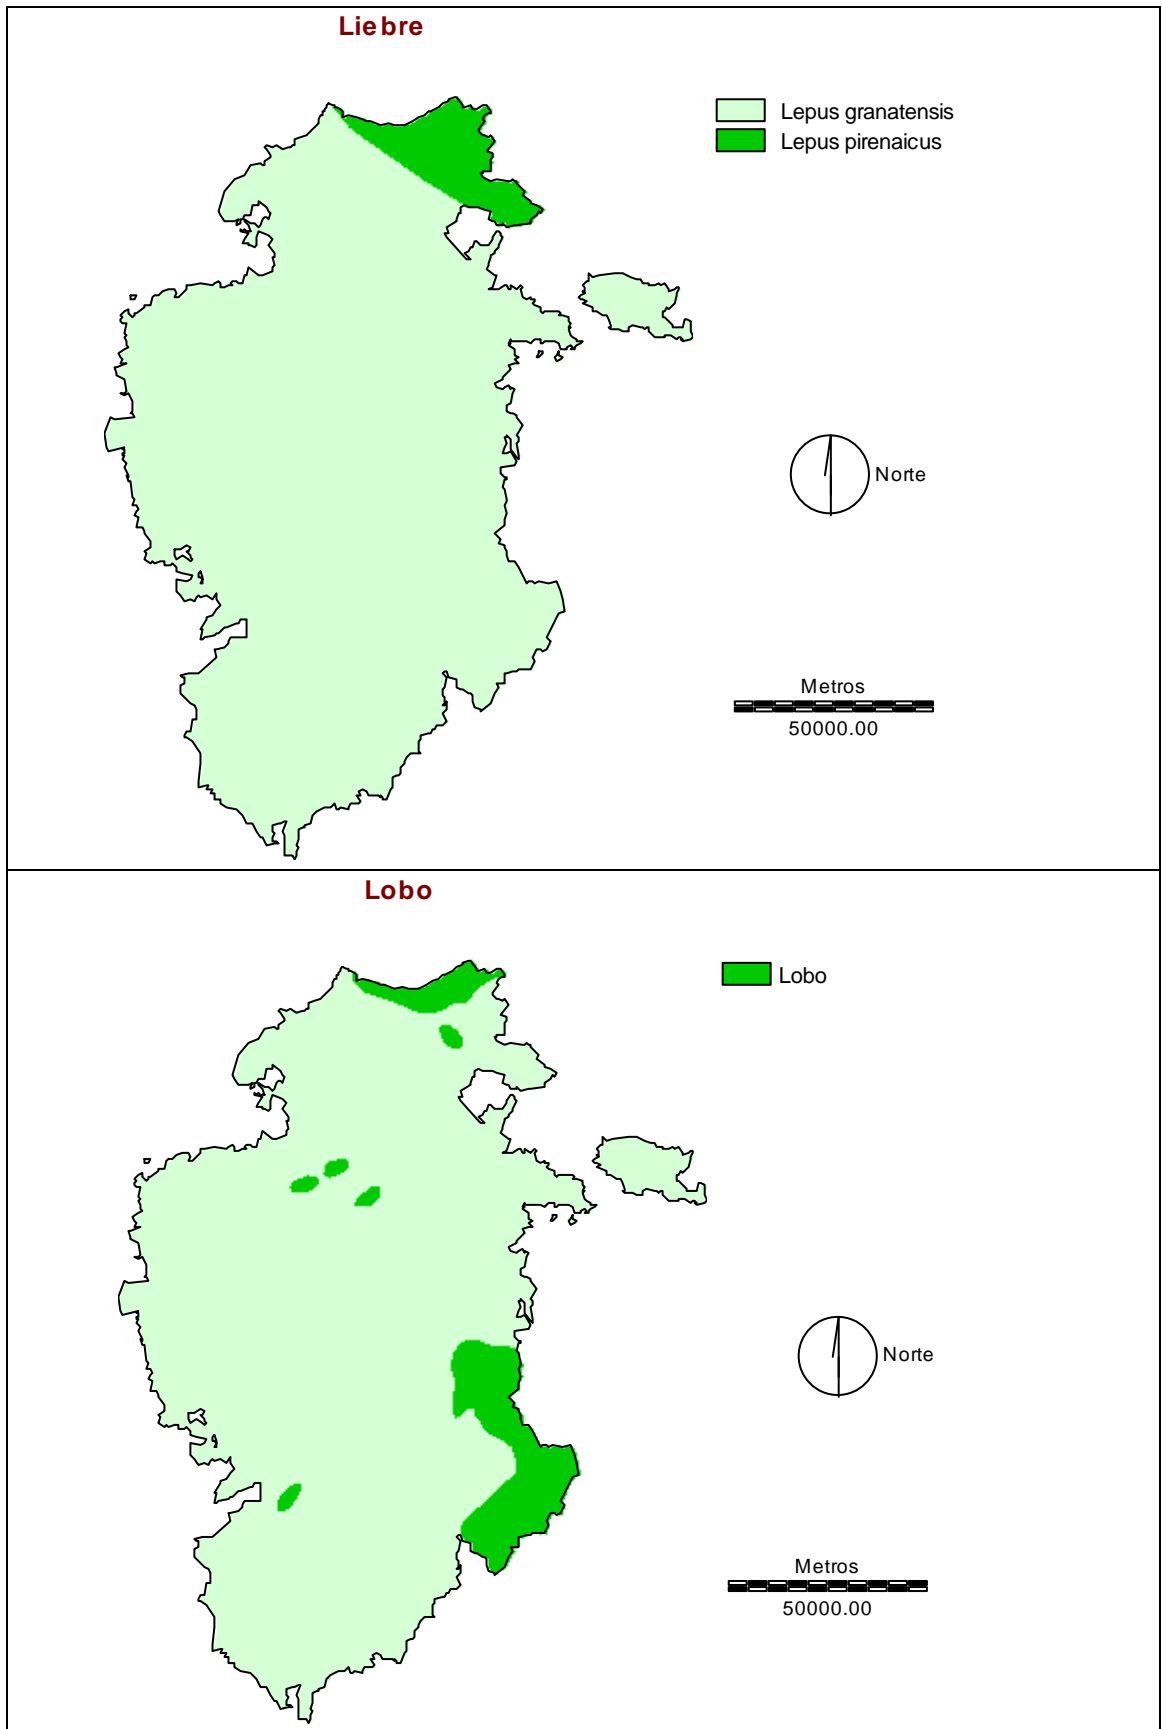 Liebre
Lepus granatensis
Lepus pirenaicus
Norte
Metros
50000.00
Lobo
Lobo
Norte
Metros
50000.00